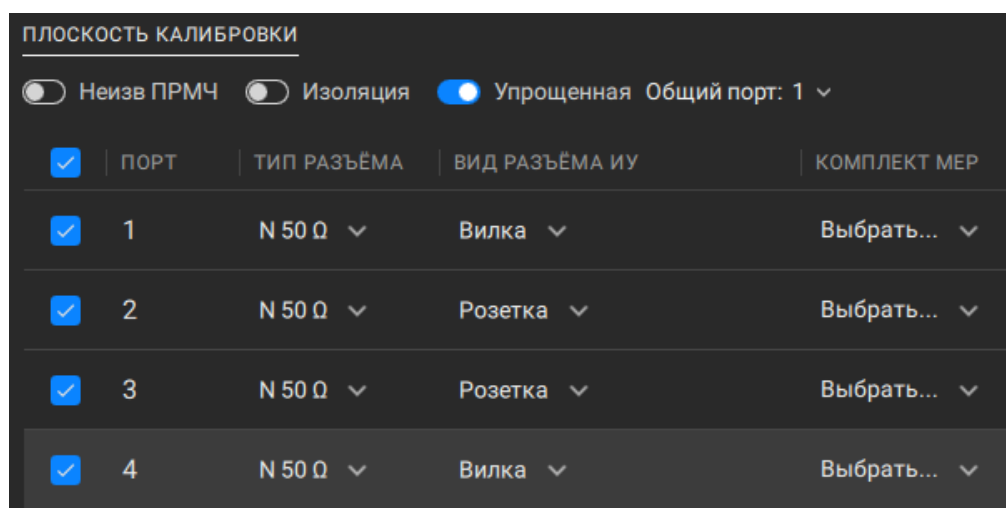 ПЛОСКОСТЬ КАЛИБРОВКИ
Неизв ПРМЧ Изоляция Упрощенная Общий порт: 1
ПОРТ ТИП РАЗЪЁМА ВИД РАЗЪЁМА ИУ КОМПЛЕКТ МЕР
1 N 50 Ω Вилка Выбрать...
2 N 50 Ω Розетка Выбрать...
3 N 50 Ω Розетка Выбрать...
4 N 50 Ω Вилка Выбрать...